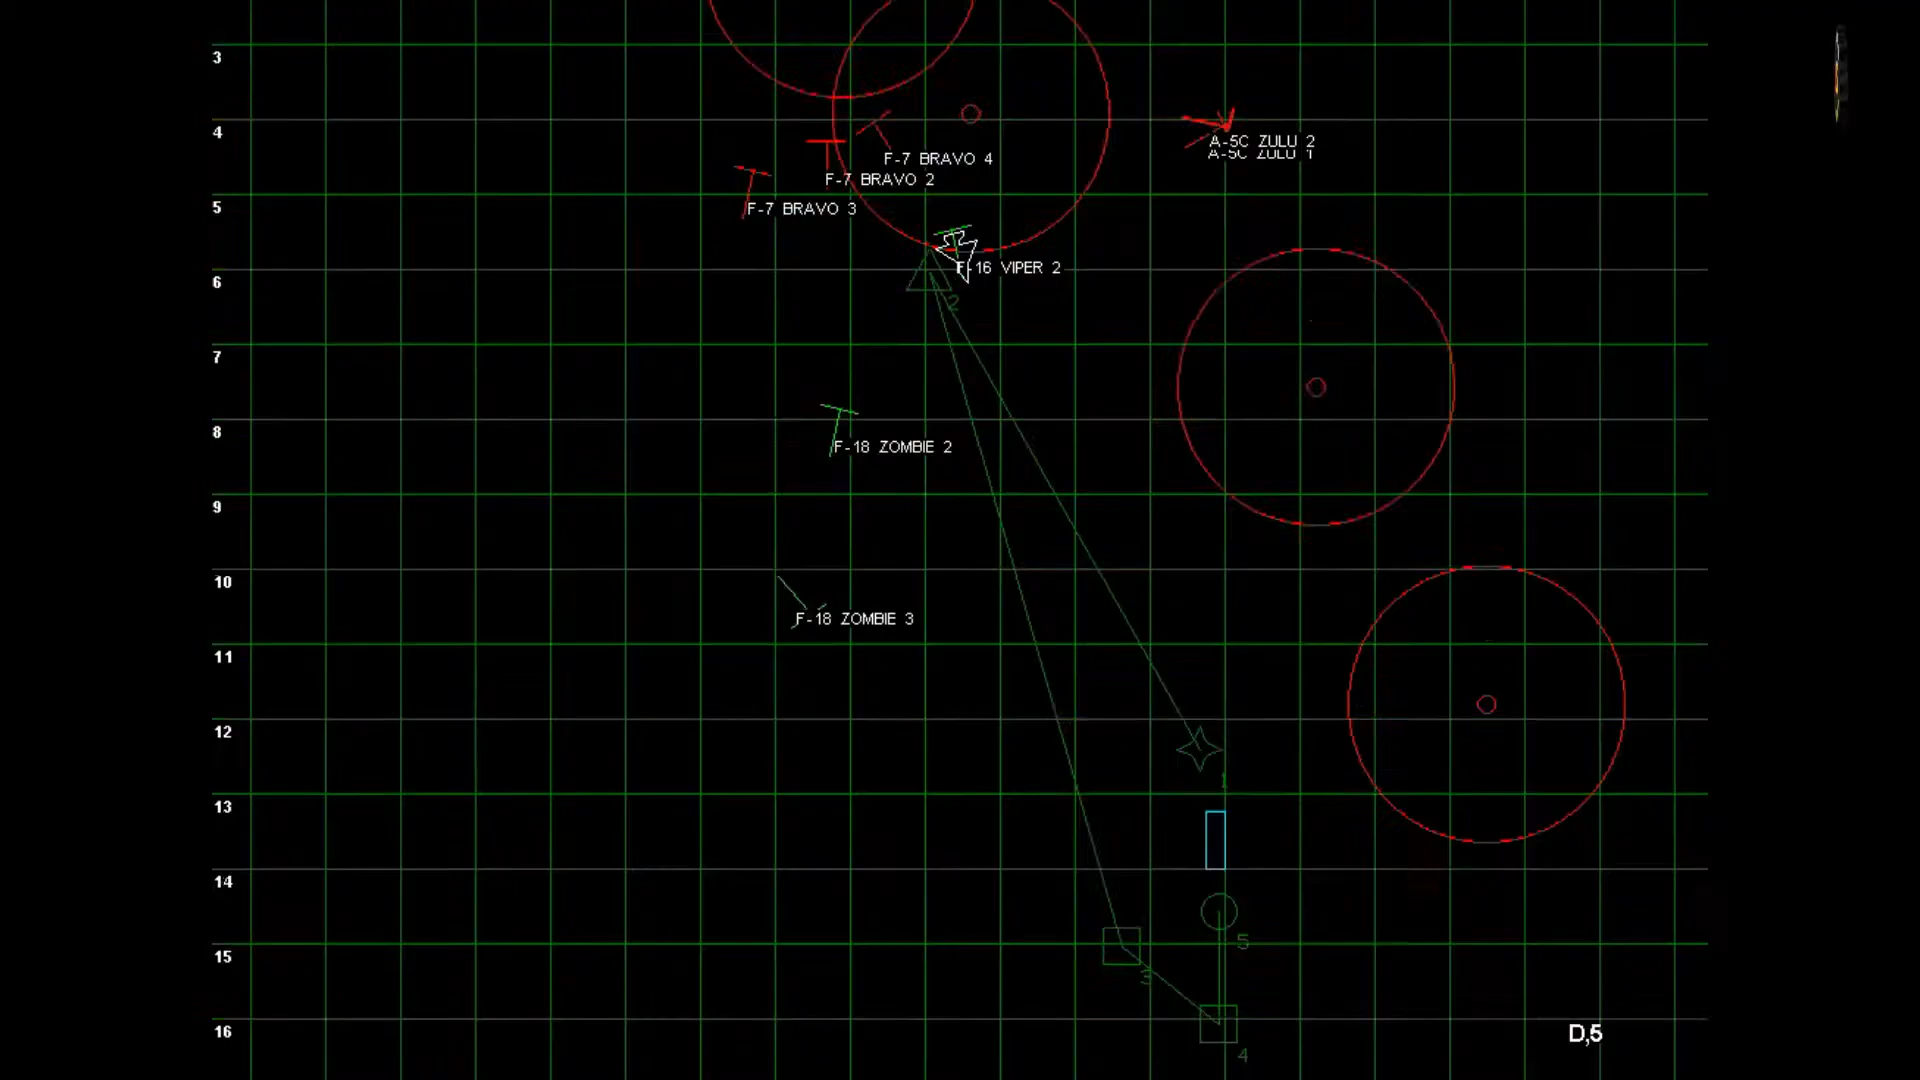 3
4
A-5C ZULU 2
A-5C ZULU 1
F-7 BRAVO 4
F-7 BRAVO 2
5
F-7 BRAVO 3
F-16 VIPER 2
6
2
7
8
F-18 ZOMBIE 2
9
10
F-18 ZOMBIE 3
11
12
1
13
14
5
15
3
16
D,5
4